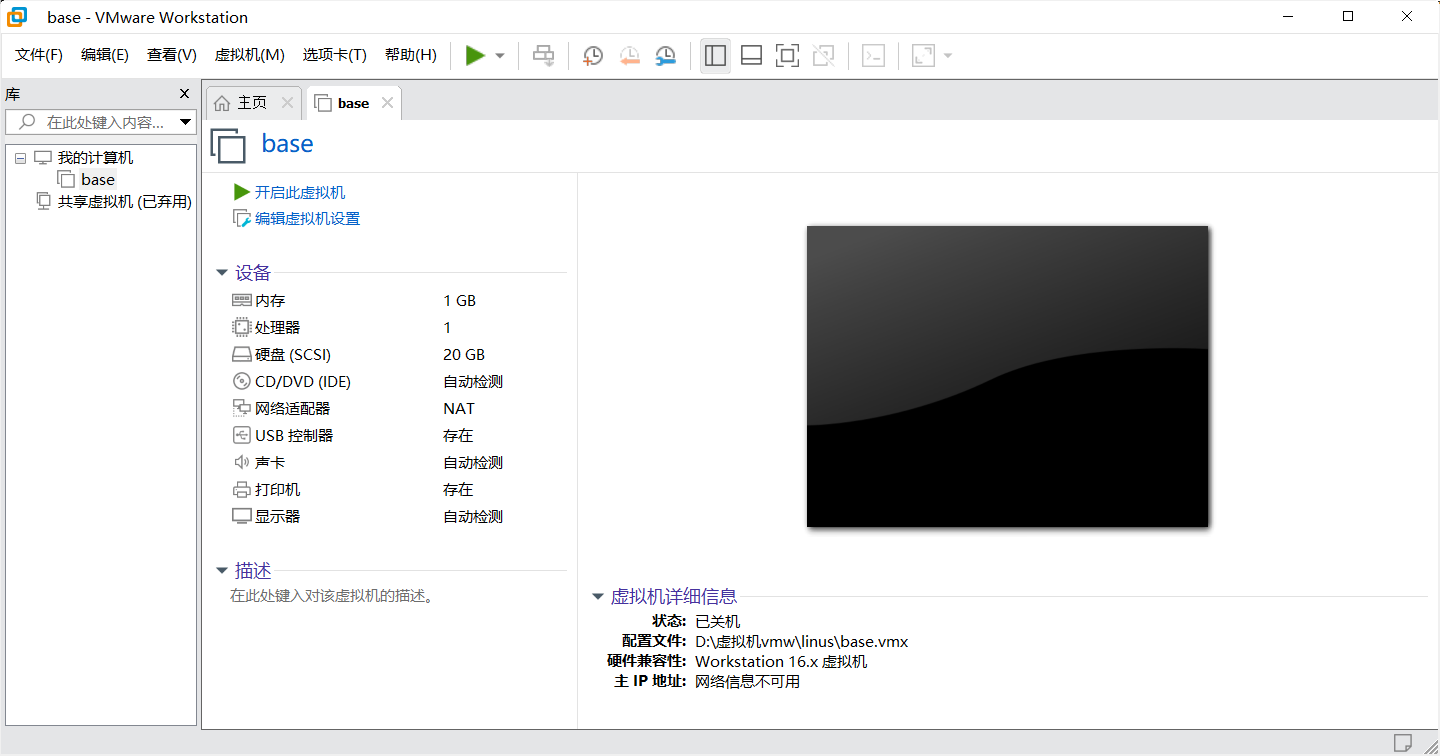 base - VMware Workstation
文件(F) 编辑(E) 查看(V) 虚拟机(M) 选项卡(T) 帮助(H)
库
在此处键入内容...
我的计算机
base
共享虚拟机 (已弃用)
主页
base
base
开启此虚拟机
编辑虚拟机设置
设备
内存 1 GB
处理器 1
硬盘 (SCSI) 20 GB
CD/DVD (IDE) 自动检测
网络适配器 NAT
USB 控制器 存在
声卡 自动检测
打印机 存在
显示器 自动检测
描述
在此处键入对该虚拟机的描述。
虚拟机详细信息
状态: 已关机
配置文件: D:\虚拟机vmw\linus\base.vmx
硬件兼容性: Workstation 16.x 虚拟机
主 IP 地址: 网络信息不可用